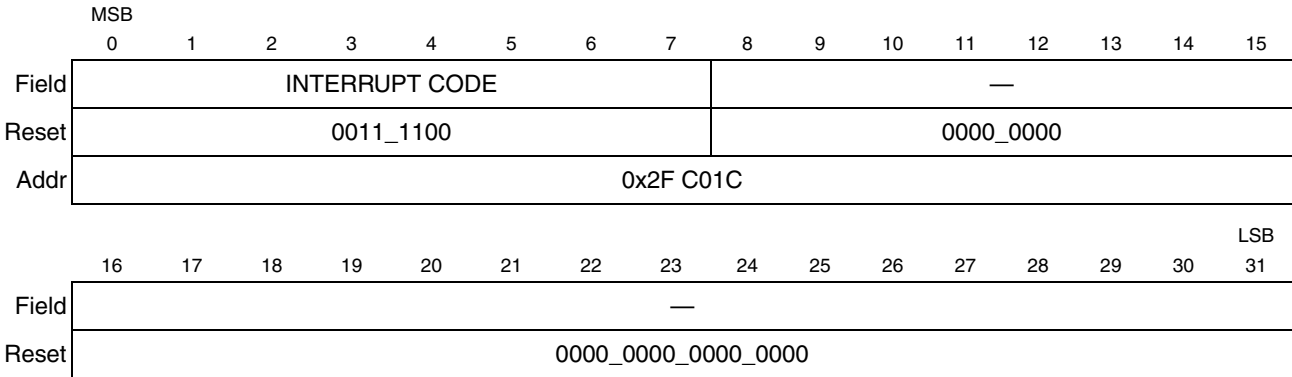 MSB
0 1 2 3 4 5 6 7 8 9 10 11 12 13 14 15
Field INTERRUPT CODE —
Reset 0011_1100 0000_0000
Addr 0x2F C01C
LSB
16 17 18 19 20 21 22 23 24 25 26 27 28 29 30 31
Field —
Reset 0000_0000_0000_0000